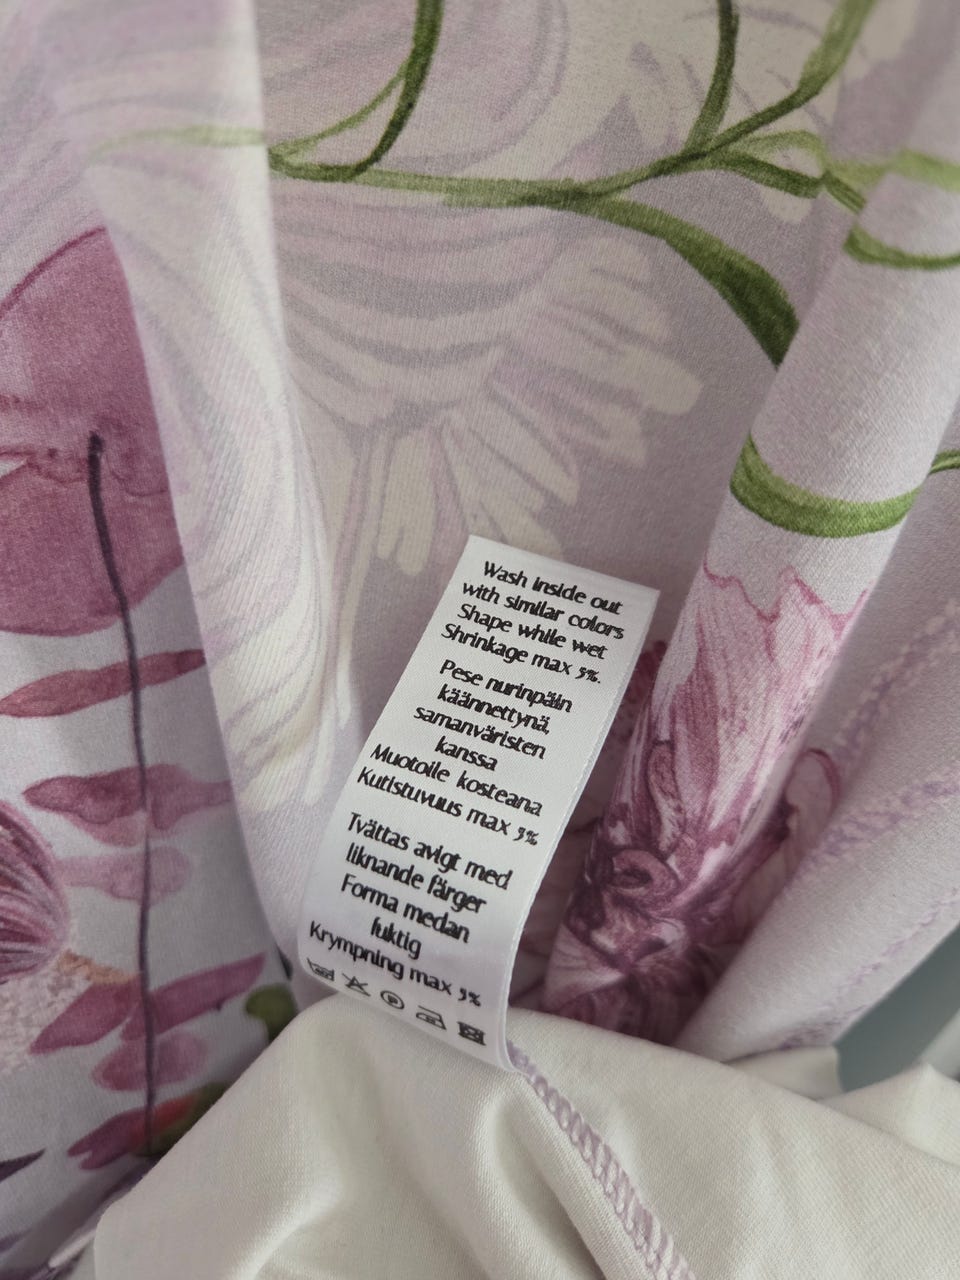 Wash inside out
with similar colors
Shape while wet
Shrinkage max 5%.
Pese nurinpäin
käännettynä,
samanväristen
kanssa
Muotoile kosteana
Kutistuvuus max 5%
Tvättas avigt med
liknande färger
Forma medan
fuktig
Krympning max 5%